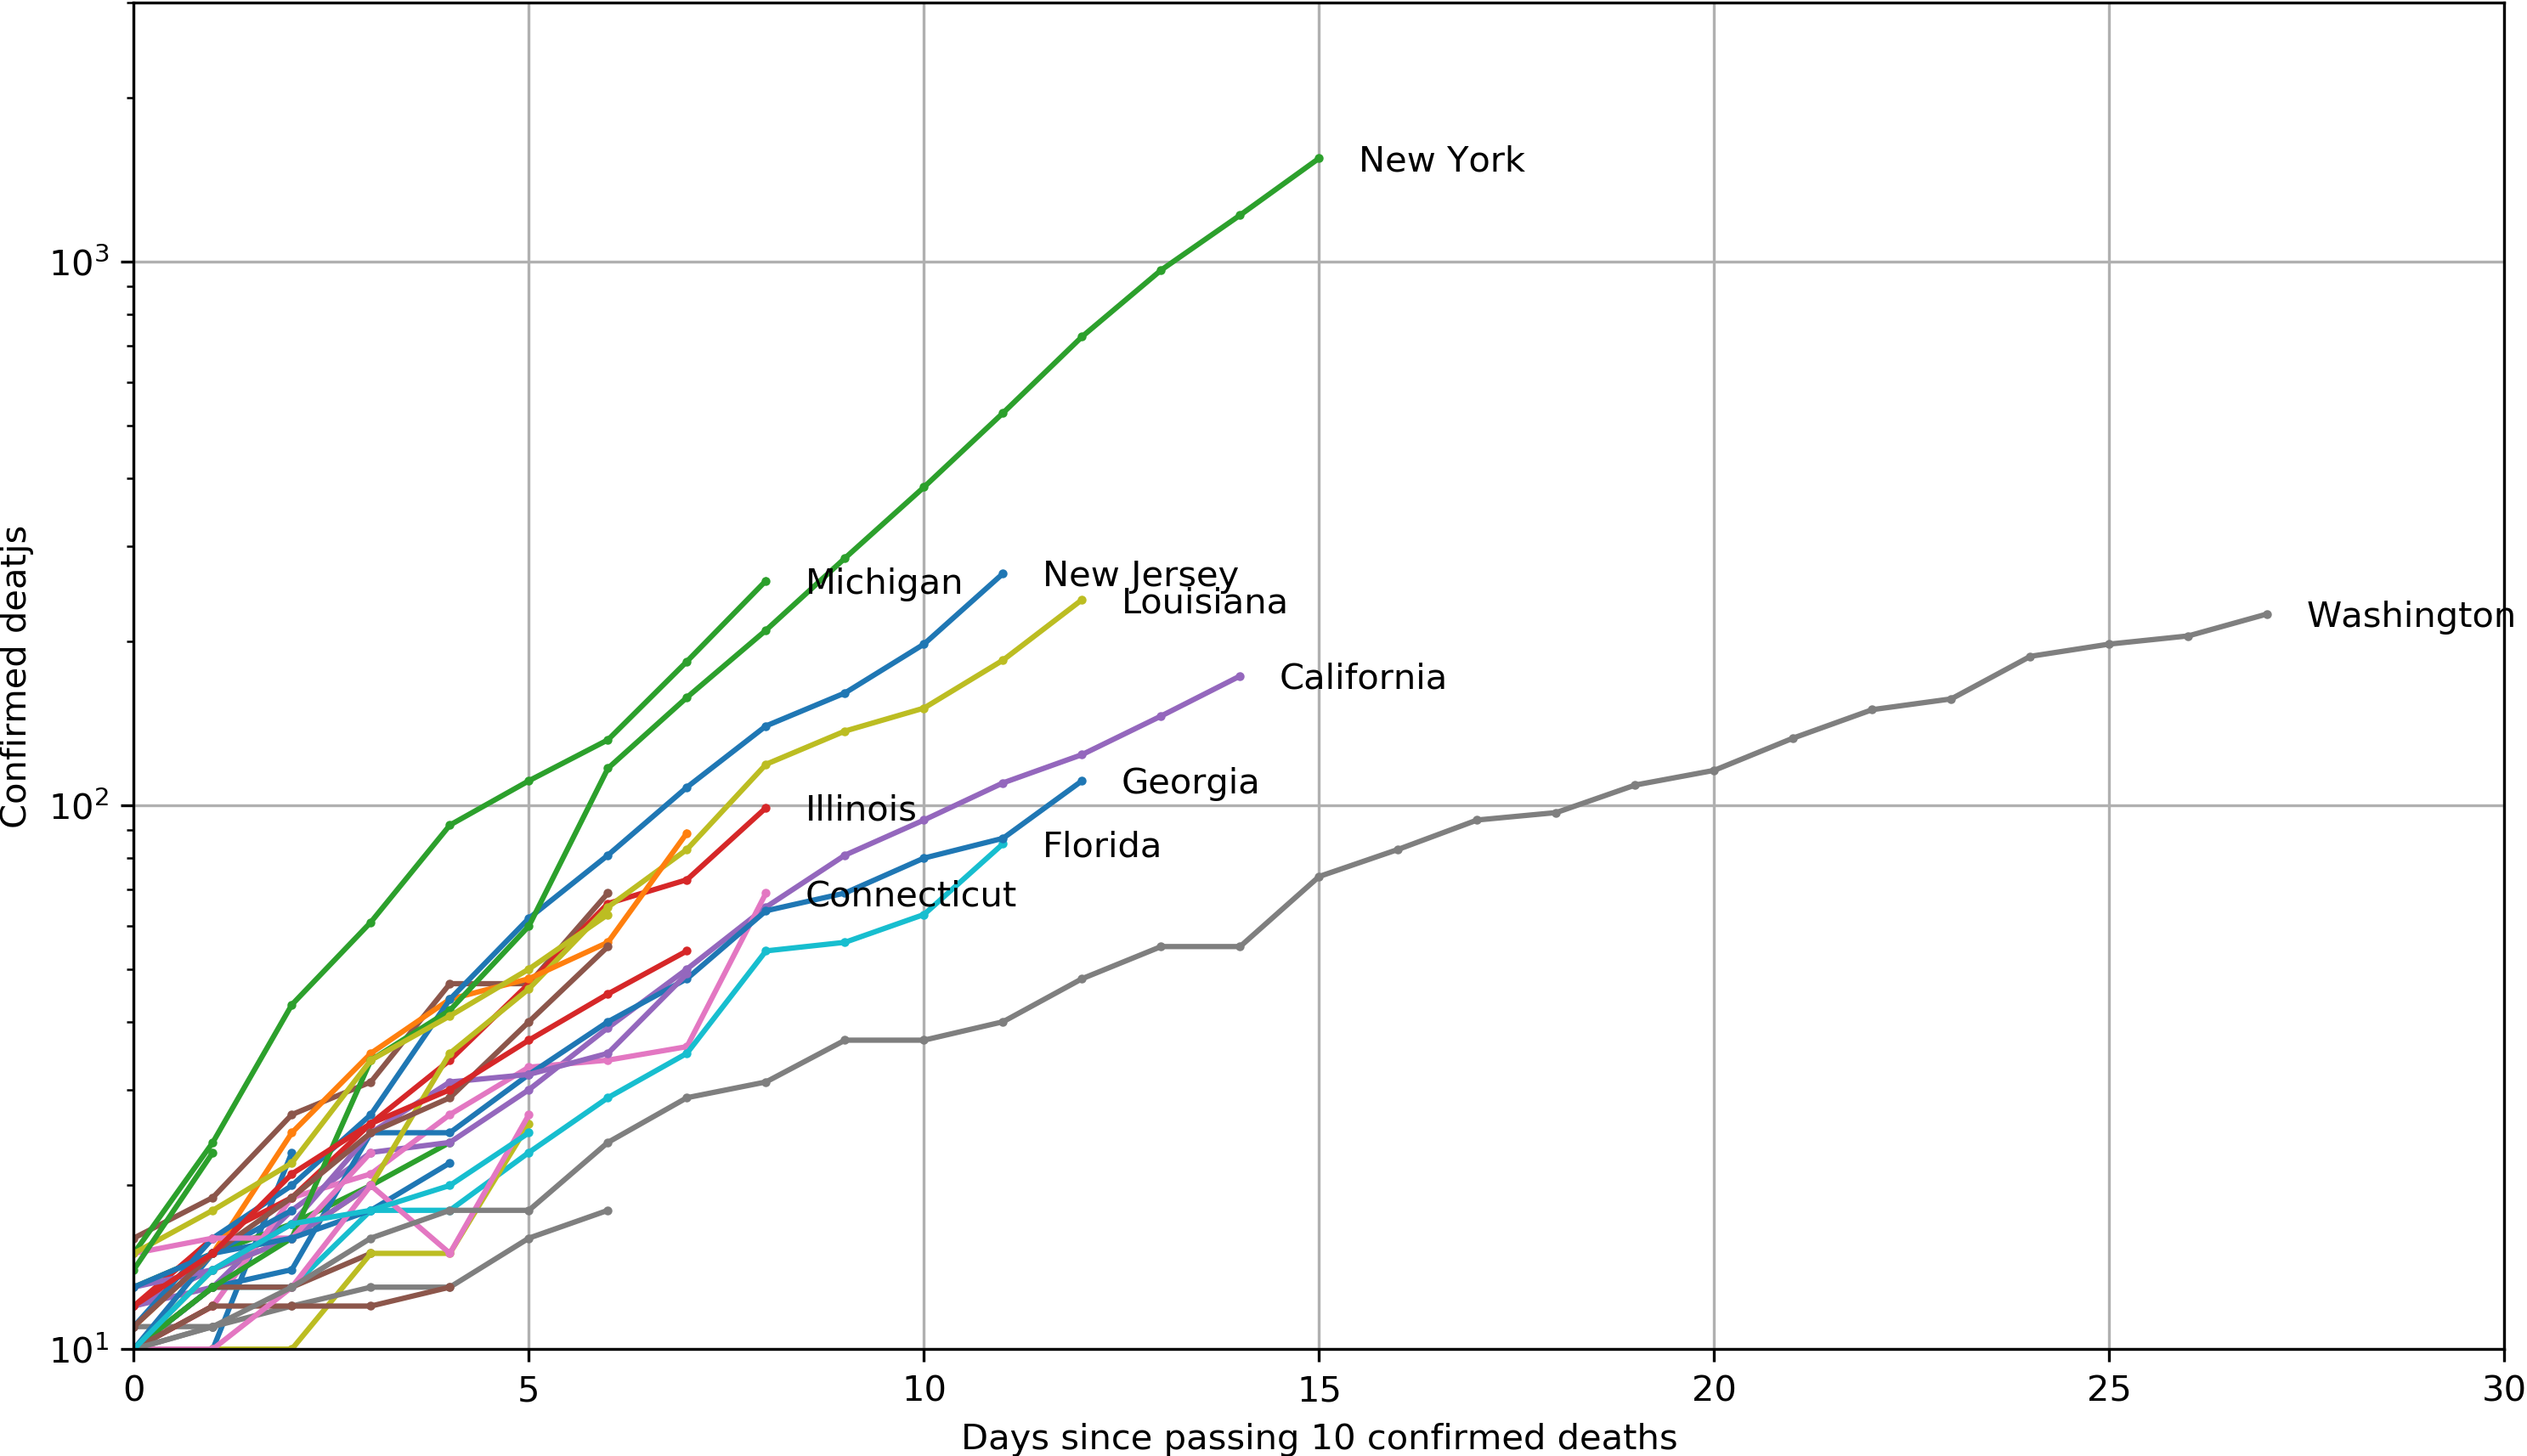 New York
10³
Michigan
New Jersey
Louisiana
Washington
California
Georgia
Illinois
10²
Florida
Connecticut
Confirmed deatjs
10¹
0 5 10 15 20 25 30
Days since passing 10 confirmed deaths